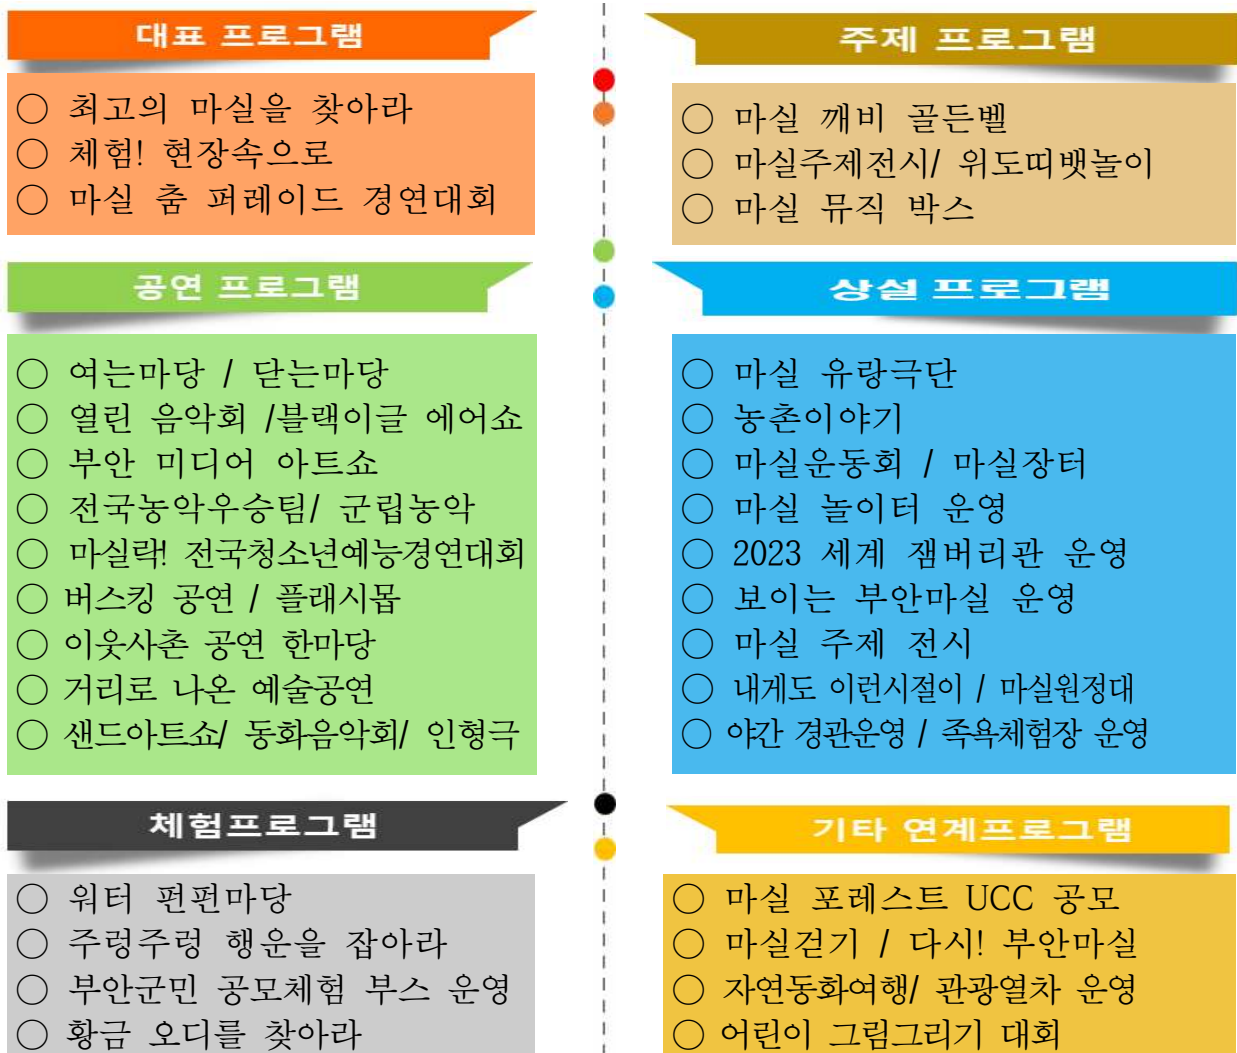 대표 프로그램
○ 최고의 마실을 찾아라
○ 체험! 현장속으로
○ 마실 춤 퍼레이드 경연대회
주제 프로그램
○ 마실 깨비 골든벨
○ 마실주제전시/ 위도띠뱃놀이
○ 마실 뮤직 박스
공연 프로그램
○ 여는마당 / 닫는마당
○ 열린 음악회 /블랙이글 에어쇼
○ 부안 미디어 아트쇼
○ 전국농악우승팀/ 군립농악
○ 마실락! 전국청소년예능경연대회
○ 버스킹 공연 / 플래시몹
○ 이웃사촌 공연 한마당
○ 거리로 나온 예술공연
○ 샌드아트쇼/ 동화음악회/ 인형극
상설 프로그램
○ 마실 유랑극단
○ 농촌이야기
○ 마실운동회 / 마실장터
○ 마실 놀이터 운영
○ 2023 세계 잼버리관 운영
○ 보이는 부안마실 운영
○ 마실 주제 전시
○ 내게도 이런시절이 / 마실원정대
○ 야간 경관운영 / 족욕체험장 운영
체험프로그램
○ 워터 펀펀마당
○ 주렁주렁 행운을 잡아라
○ 부안군민 공모체험 부스 운영
○ 황금 오디를 찾아라
기타 연계프로그램
○ 마실 포레스트 UCC 공모
○ 마실걷기 / 다시! 부안마실
○ 자연동화여행/ 관광열차 운영
○ 어린이 그림그리기 대회